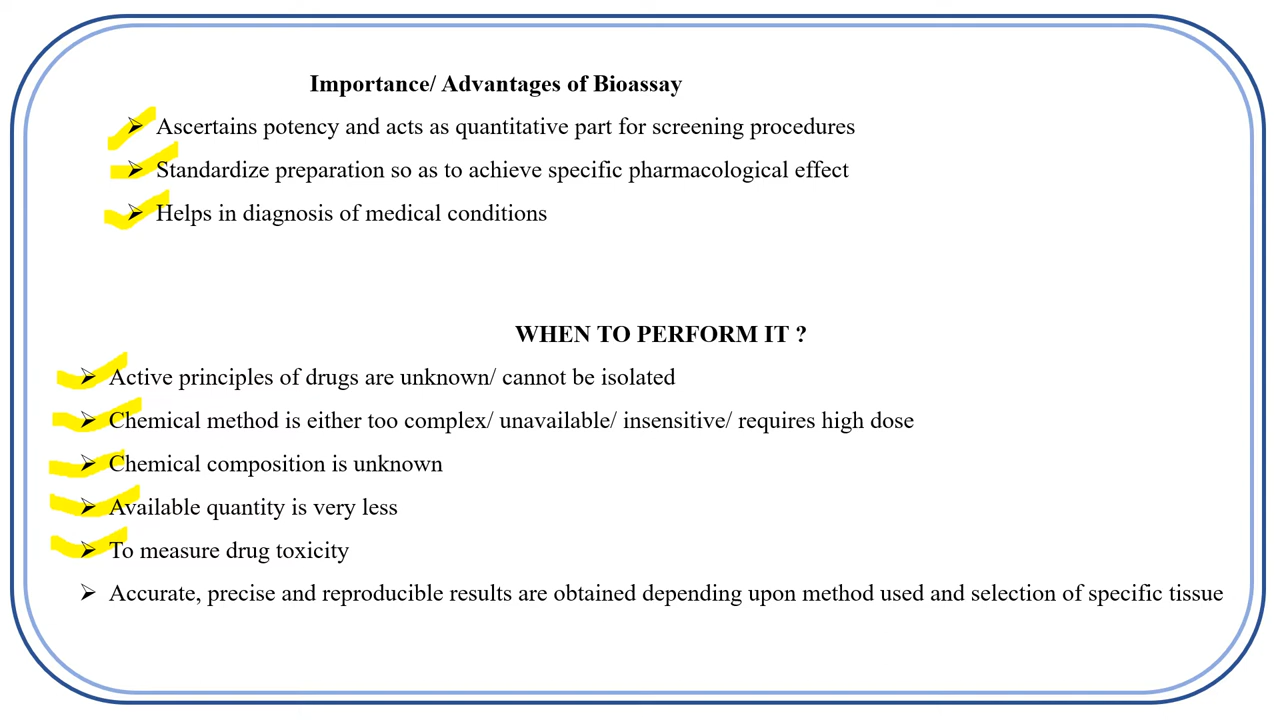 Importance/ Advantages of Bioassay
➢ Ascertains potency and acts as quantitative part for screening procedures
➢ Standardize preparation so as to achieve specific pharmacological effect
➢ Helps in diagnosis of medical conditions
WHEN TO PERFORM IT ?
➢ Active principles of drugs are unknown/ cannot be isolated
➢ Chemical method is either too complex/ unavailable/ insensitive/ requires high dose
➢ Chemical composition is unknown
➢ Available quantity is very less
➢ To measure drug toxicity
➢ Accurate, precise and reproducible results are obtained depending upon method used and selection of specific tissue